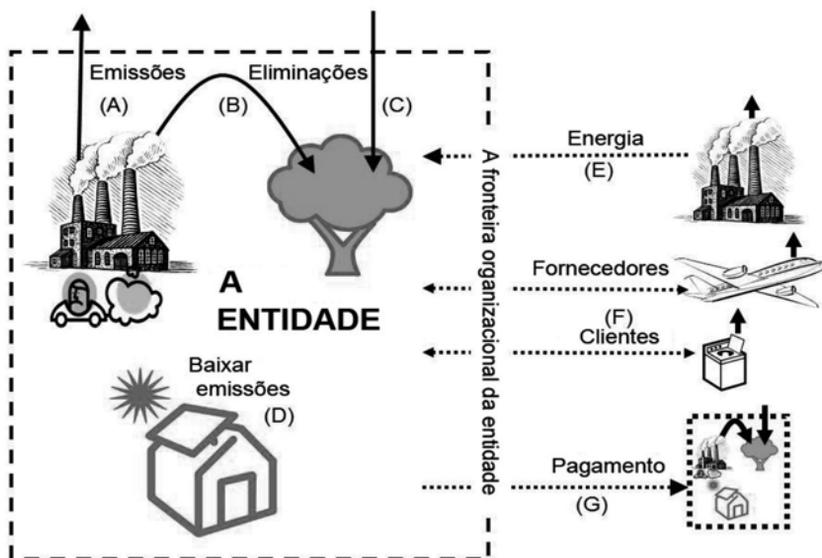 Emissões
(A)
(B)
Eliminações
(C)
A
ENTIDADE
Baixar
emissões
(D)
A fronteira organizacional da entidade
Energia
(E)
Fornecedores
(F)
Clientes
Pagamento
(G)